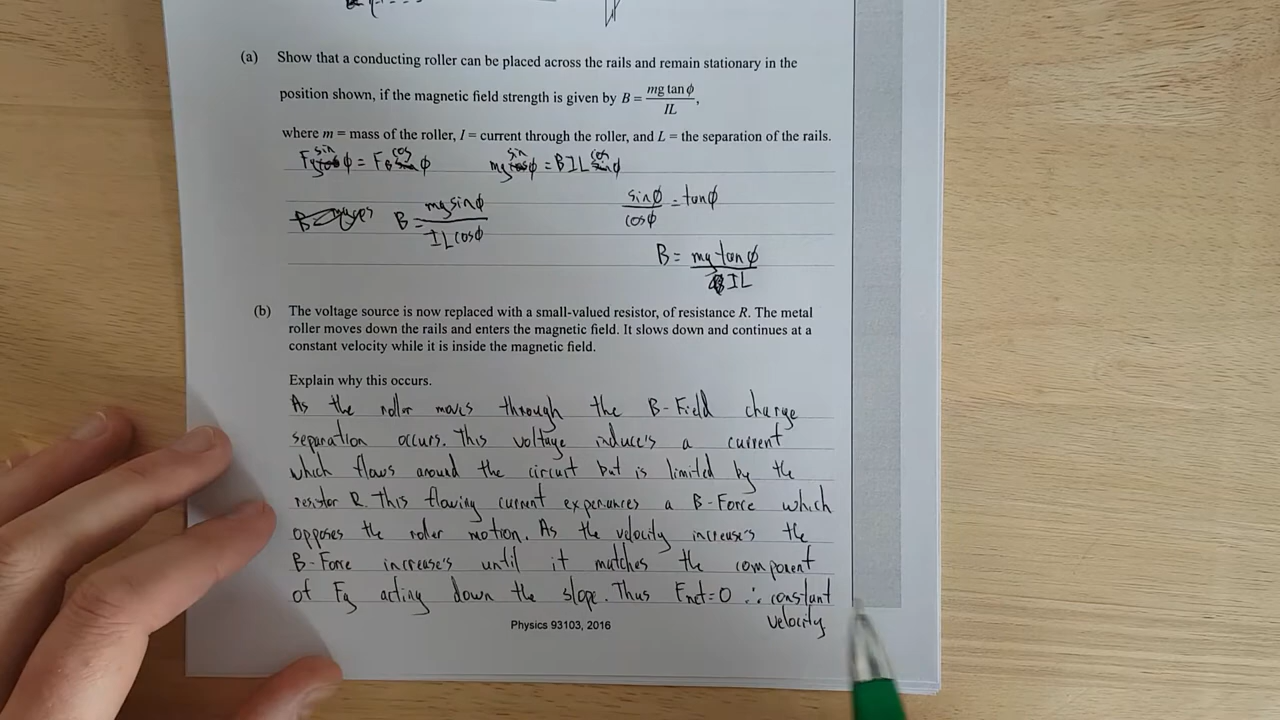 (a) Show that a conducting roller can be placed across the rails and remain stationary in the
position shown, if the magnetic field strength is given by B = mg tan ϕ / IL,
where m = mass of the roller, I = current through the roller, and L = the separation of the rails.
Fg sin ϕ = FB cos ϕ mg sin ϕ = BIL cos ϕ
B = mg sin ϕ / IL cos ϕ sin Ø / cos Ø = tan Ø
B = mg tan Ø / IL
(b) The voltage source is now replaced with a small-valued resistor, of resistance R. The metal
roller moves down the rails and enters the magnetic field. It slows down and continues at a
constant velocity while it is inside the magnetic field.
Explain why this occurs.
As the roller moves through the B-Field charge
separation occurs. This voltage induce's a current
which flows around the circuit but is limited by the
resistor R. This flowing current experiences a B-Force which
opposes the roller motion. As the velocity increase's the
B-Force increase's until it matches the component
of Fg acting down the slope. Thus Fnet=0 ∴ constant
velocity
Physics 93103, 2016